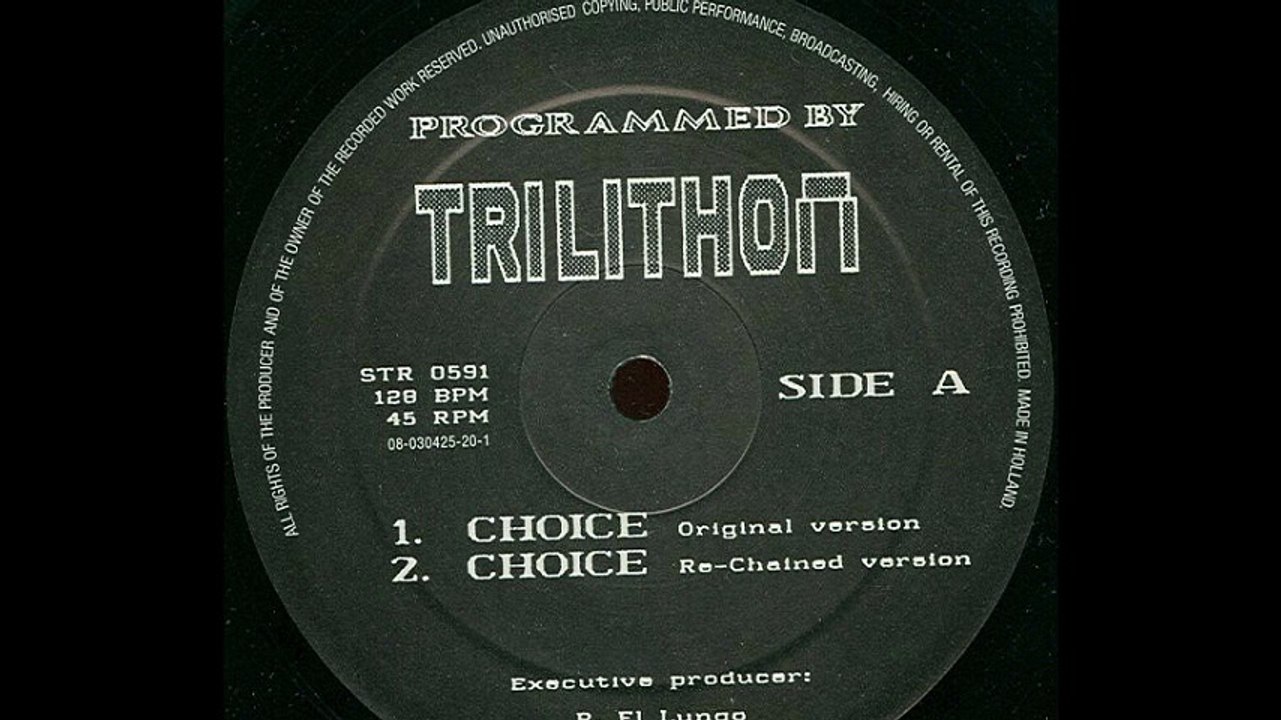 ALL RIGHTS OF THE PRODUCER AND OF THE OWNER OF THE RECORDED WORK RESERVED. UNAUTHORISED COPYING, PUBLIC PERFORMANCE, BROADCASTING, HIRING OR RENTAL OF THIS RECORDING PROHIBITED. MADE IN HOLLAND.
PROGRAMMED BY
TRILITHON
STR 0591
128 BPM
45 RPM
08-030425-20-1
SIDE A
1. CHOICE Original version
2. CHOICE Re-Chained version
Executive producer:
R. El Lungo